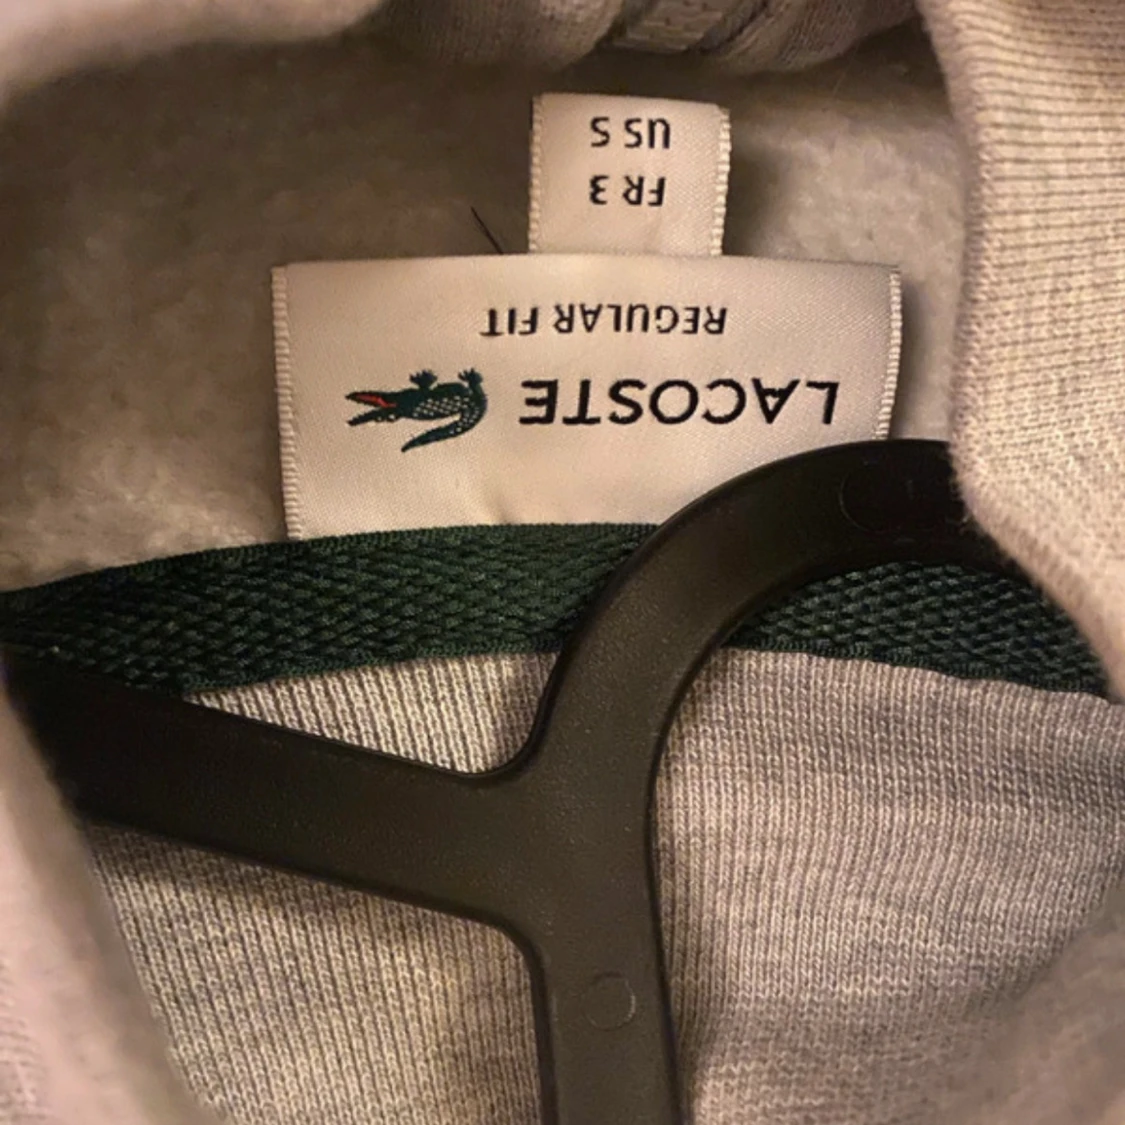 LACOSTE
REGULAR FIT
FR 3
US S